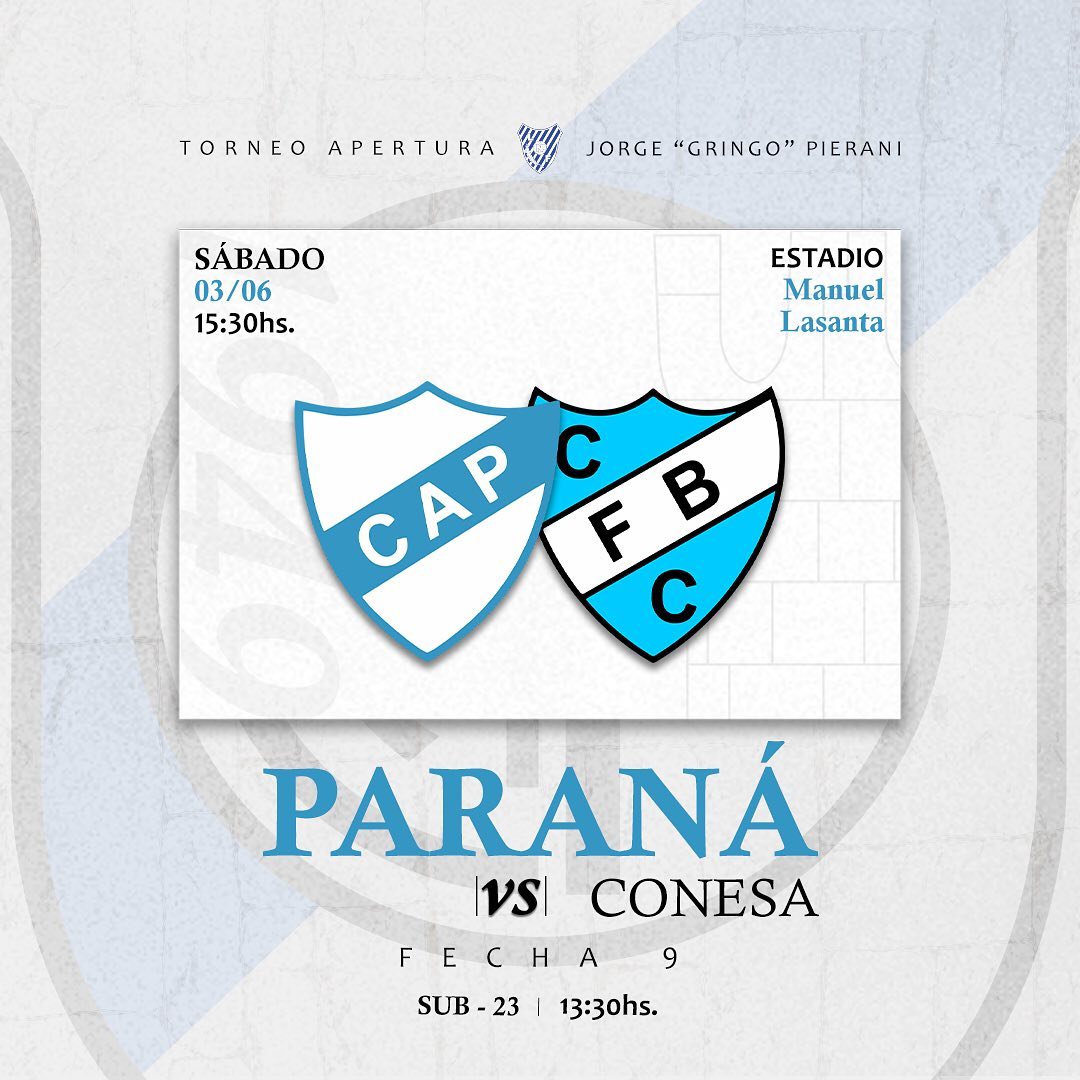 TORNEO APERTURA JORGE “GRINGO” PIERANI
SÁBADO
03/06
15:30hs.
ESTADIO
Manuel
Lasanta
CAP
C
F B
C
PARANÁ
vs CONESA
FECHA 9
SUB - 23 | 13:30hs.